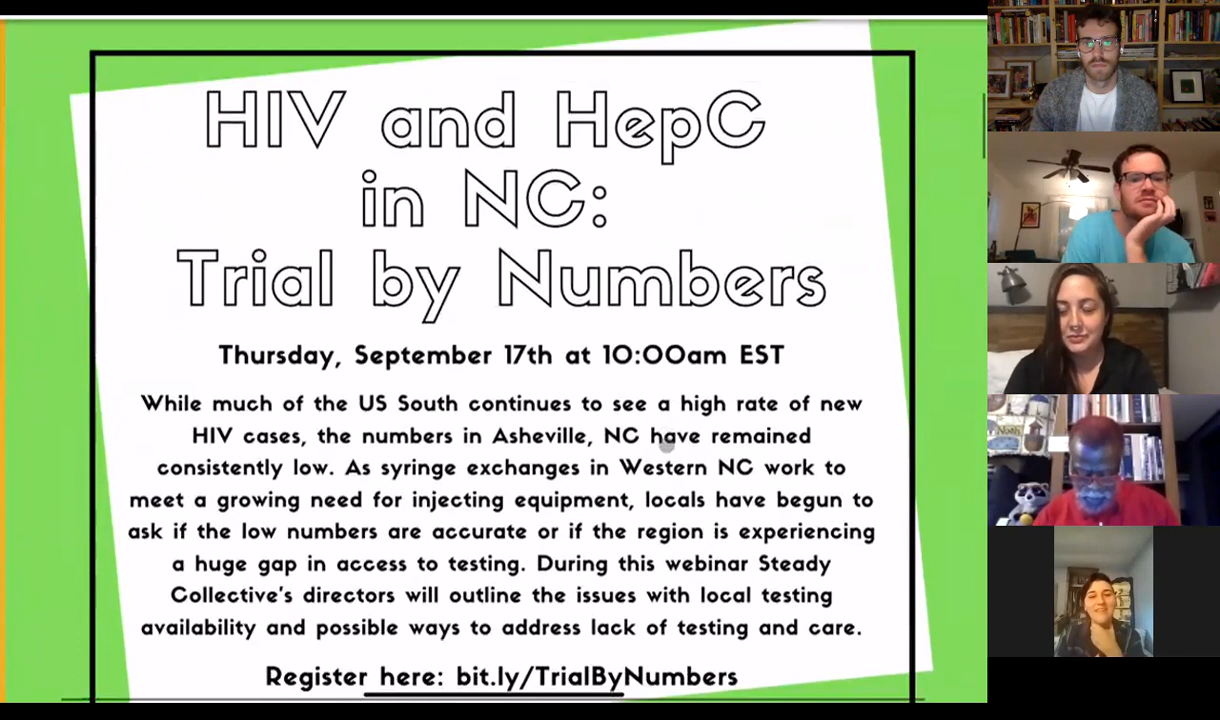 HIV and HepC
in NC:
Trial by Numbers
Thursday, September 17th at 10:00am EST
While much of the US South continues to see a high rate of new
HIV cases, the numbers in Asheville, NC have remained
consistently low. As syringe exchanges in Western NC work to
meet a growing need for injecting equipment, locals have begun to
ask if the low numbers are accurate or if the region is experiencing
a huge gap in access to testing. During this webinar Steady
Collective's directors will outline the issues with local testing
availability and possible ways to address lack of testing and care.
Register here: bit.ly/TrialByNumbers